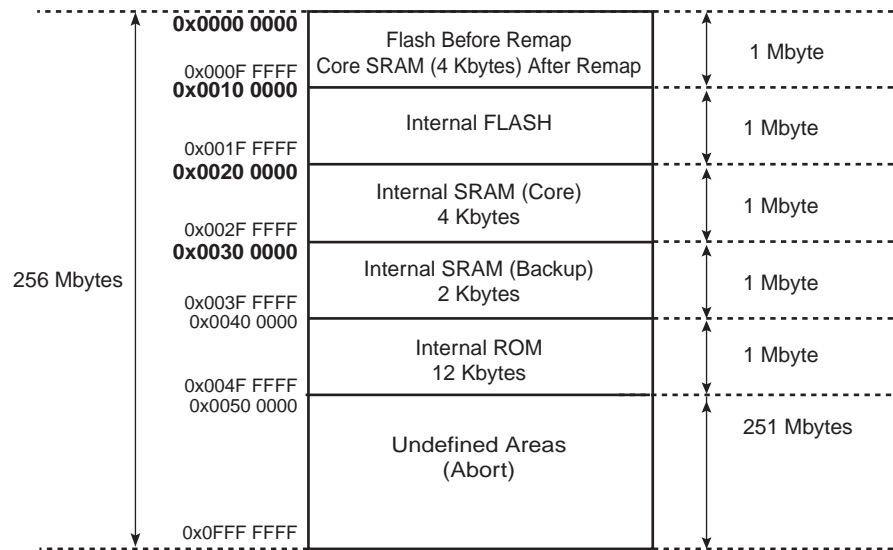 0x0000 0000
Flash Before Remap
Core SRAM (4 Kbytes) After Remap
1 Mbyte
0x000F FFFF
0x0010 0000
Internal FLASH
1 Mbyte
0x001F FFFF
0x0020 0000
Internal SRAM (Core)
4 Kbytes
1 Mbyte
0x002F FFFF
0x0030 0000
256 Mbytes
Internal SRAM (Backup)
2 Kbytes
1 Mbyte
0x003F FFFF
0x0040 0000
Internal ROM
12 Kbytes
1 Mbyte
0x004F FFFF
0x0050 0000
251 Mbytes
Undefined Areas
(Abort)
0x0FFF FFFF